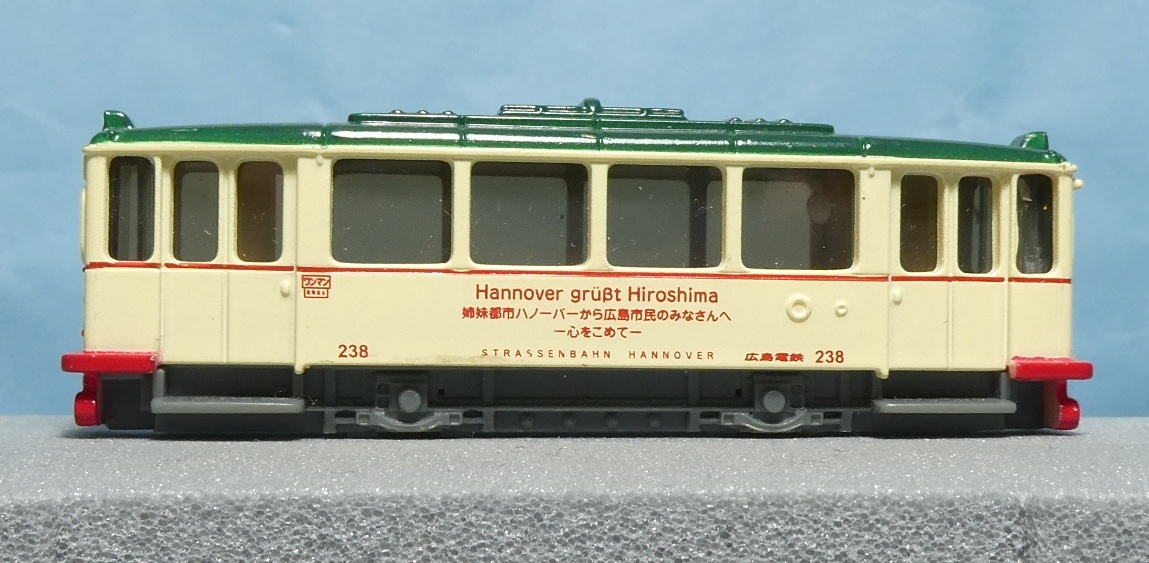 ワンマン
Hannover grüßt Hiroshima
姉妹都市ハノーバーから広島市民のみなさんへ
ー心をこめてー
238
STRASSENBAHN HANNOVER
広島電鉄 238